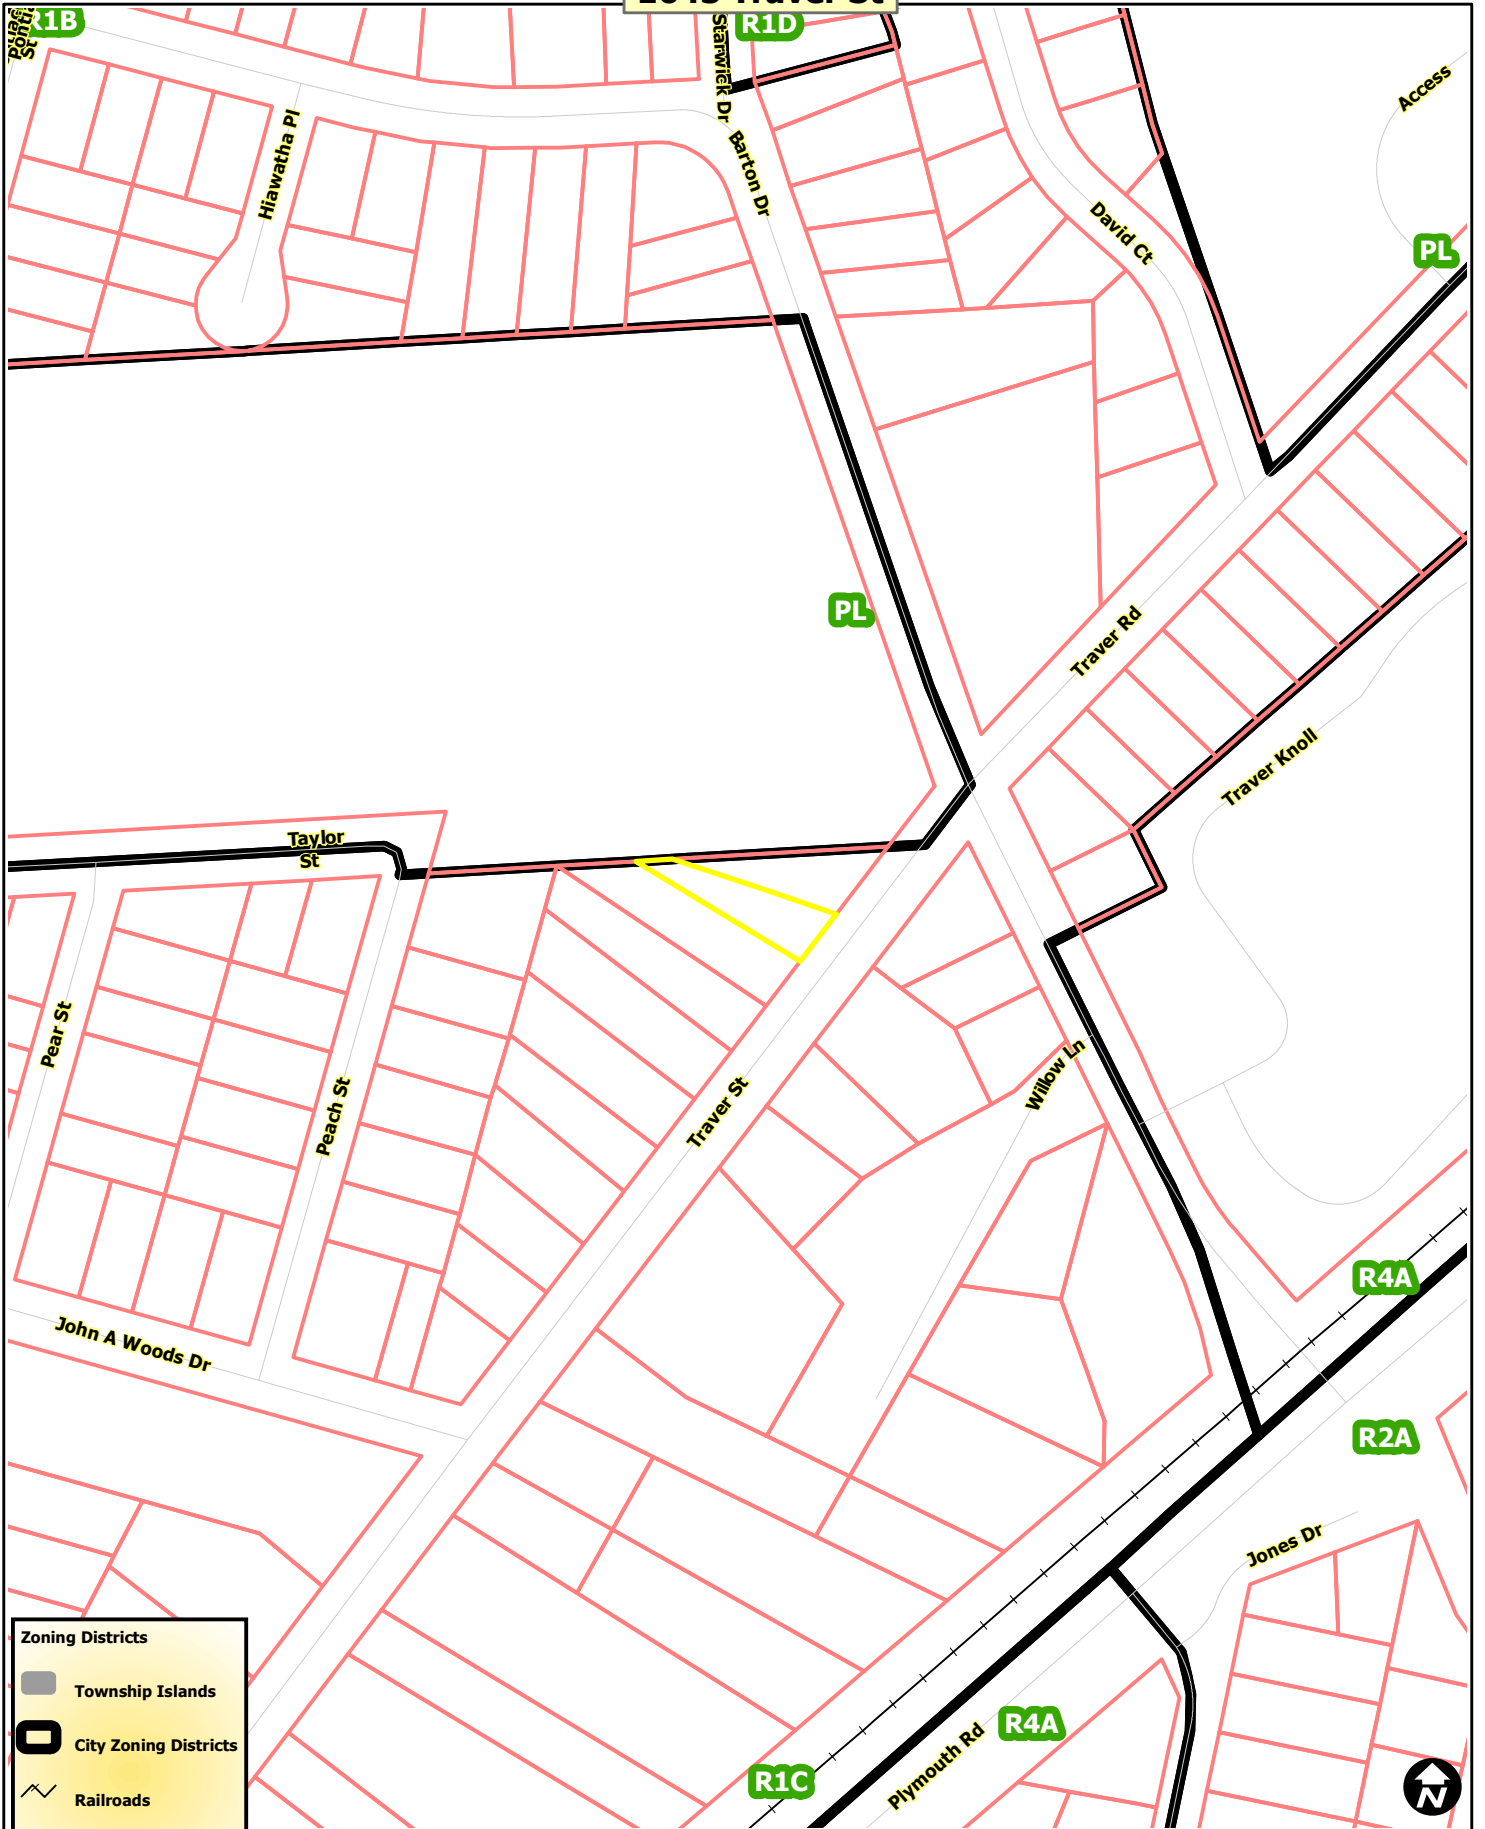 R1B
St
R1D
Starwick Dr
Access
Hiawatha Pl
Barton Dr
David Ct
PL
PL
Traver Rd
Traver Knoll
Taylor
St
Pear St
Peach St
Willow Ln
Traver St
R4A
John A Woods Dr
R2A
Jones Dr
Zoning Districts
Township Islands
City Zoning Districts
Railroads
R4A
Plymouth Rd
R1C
N